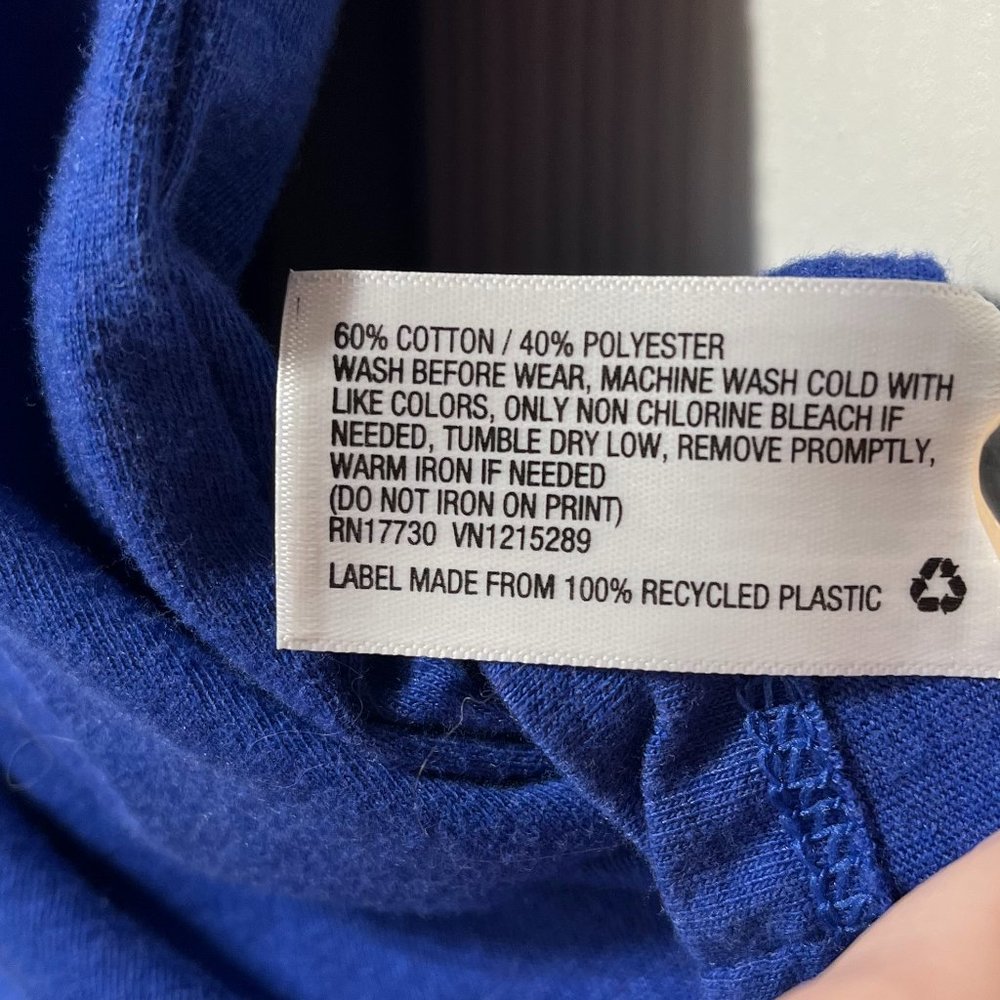 60% COTTON / 40% POLYESTER
WASH BEFORE WEAR, MACHINE WASH COLD WITH
LIKE COLORS, ONLY NON CHLORINE BLEACH IF
NEEDED, TUMBLE DRY LOW, REMOVE PROMPTLY,
WARM IRON IF NEEDED
(DO NOT IRON ON PRINT)
RN17730 VN1215289
LABEL MADE FROM 100% RECYCLED PLASTIC